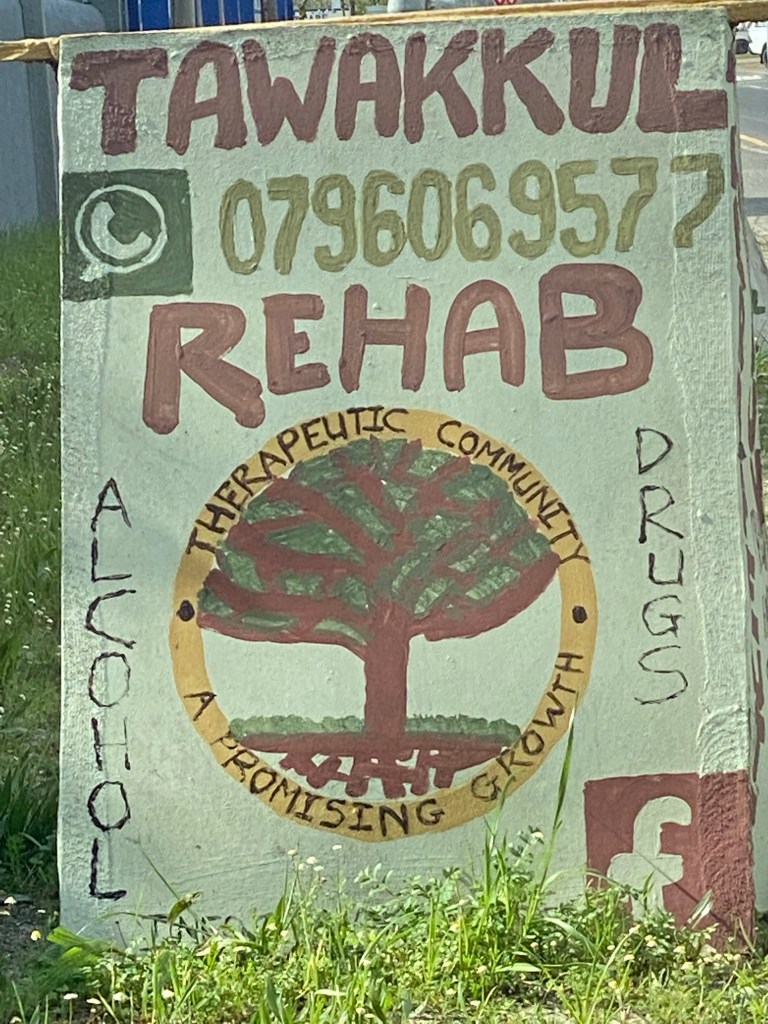 TAWAKKUL
0796069577
REHAB
THERAPEUTIC COMMUNITY
A PROMISING GROWTH
ALCOHOL
DRUGS
f